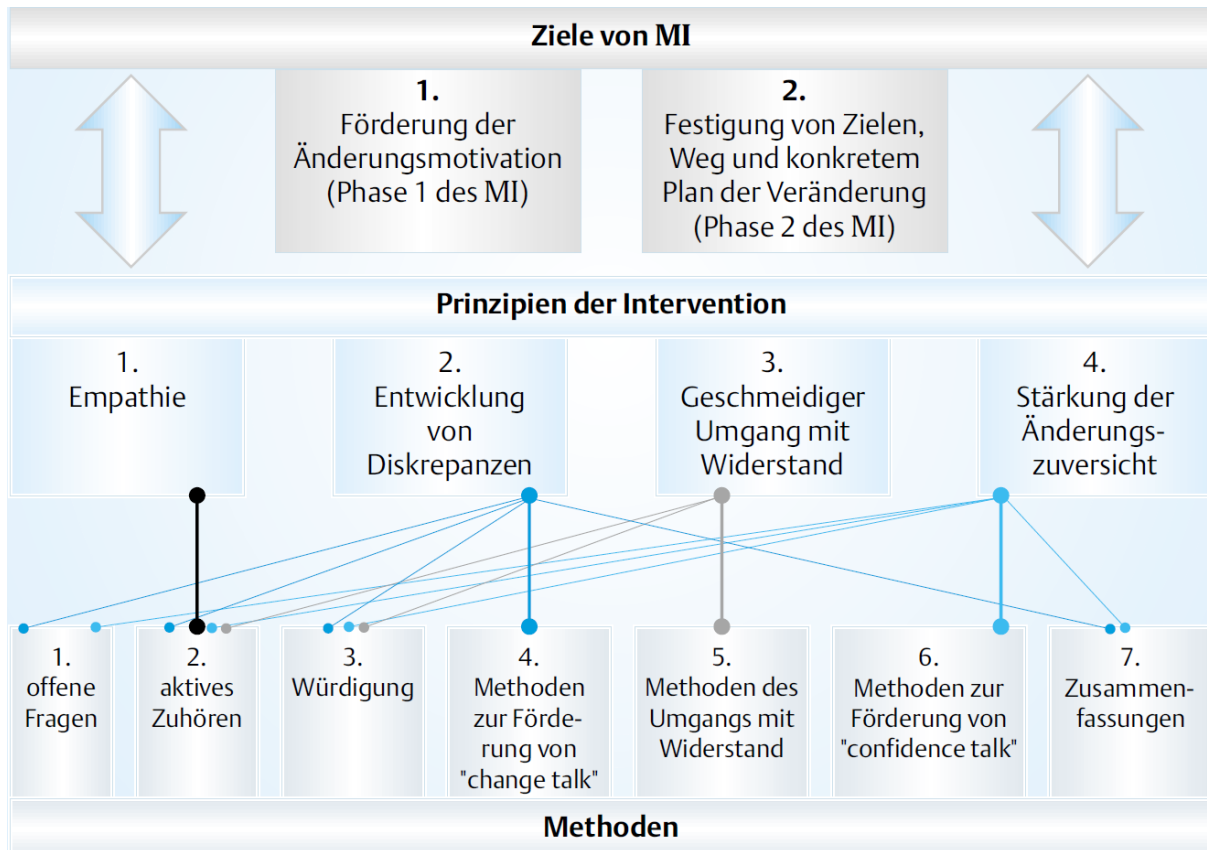 Ziele von MI
1.
Förderung der
Änderungsmotivation
(Phase 1 des MI)
2.
Festigung von Zielen,
Weg und konkretem
Plan der Veränderung
(Phase 2 des MI)
Prinzipien der Intervention
1.
Empathie
2.
Entwicklung
von
Diskrepanzen
3.
Geschmeidiger
Umgang mit
Widerstand
4.
Stärkung der
Änderungs-
zuversicht
1.
offene
Fragen
2.
aktives
Zuhören
3.
Würdigung
4.
Methoden
zur Förde-
rung von
"change talk"
5.
Methoden des
Umgangs mit
Widerstand
6.
Methoden zur
Förderung von
"confidence talk"
7.
Zusammen-
fassungen
Methoden